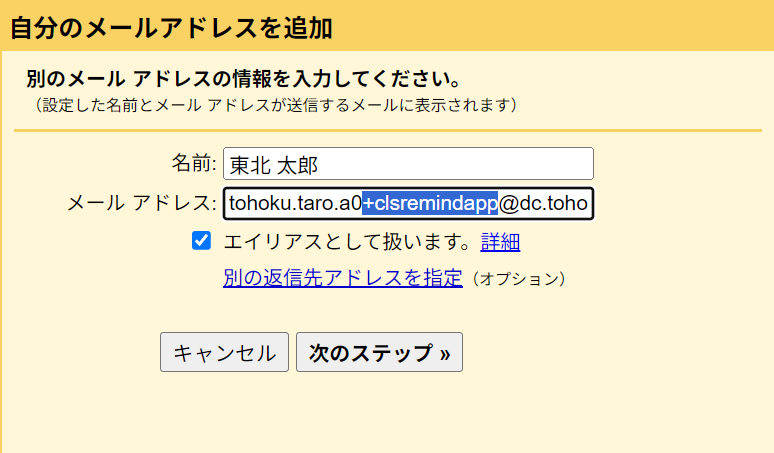 自分のメールアドレスを追加
別のメール アドレスの情報を入力してください。
（設定した名前とメール アドレスが送信するメールに表示されます）
名前: 東北 太郎
メール アドレス: tohoku.taro.a0+clsremindapp@dc.toho
エイリアスとして扱います。 詳細
別の返信先アドレスを指定（オプション）
キャンセル 次のステップ »